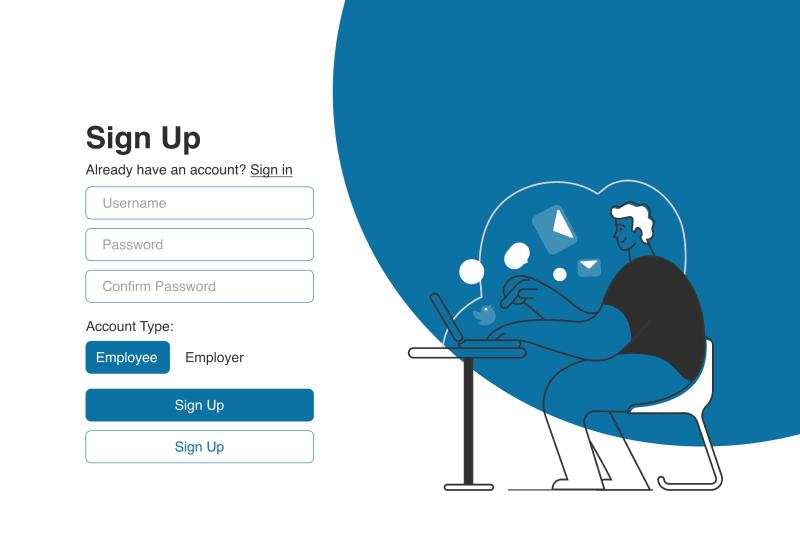 Sign Up
Already have an account? Sign in
Username
Password
Confirm Password
Account Type:
Employee Employer
Sign Up
Sign Up